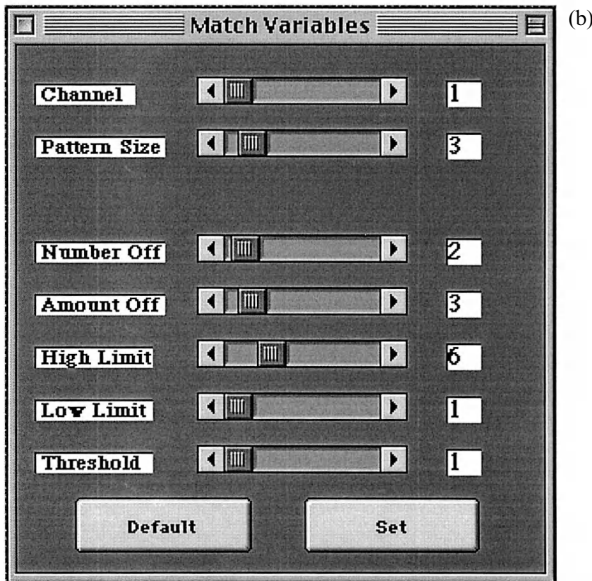 Match Variables
(b)
Channel 1
Pattern Size 3
Number Off 2
Amount Off 3
High Limit 6
Low Limit 1
Threshold 1
Default Set